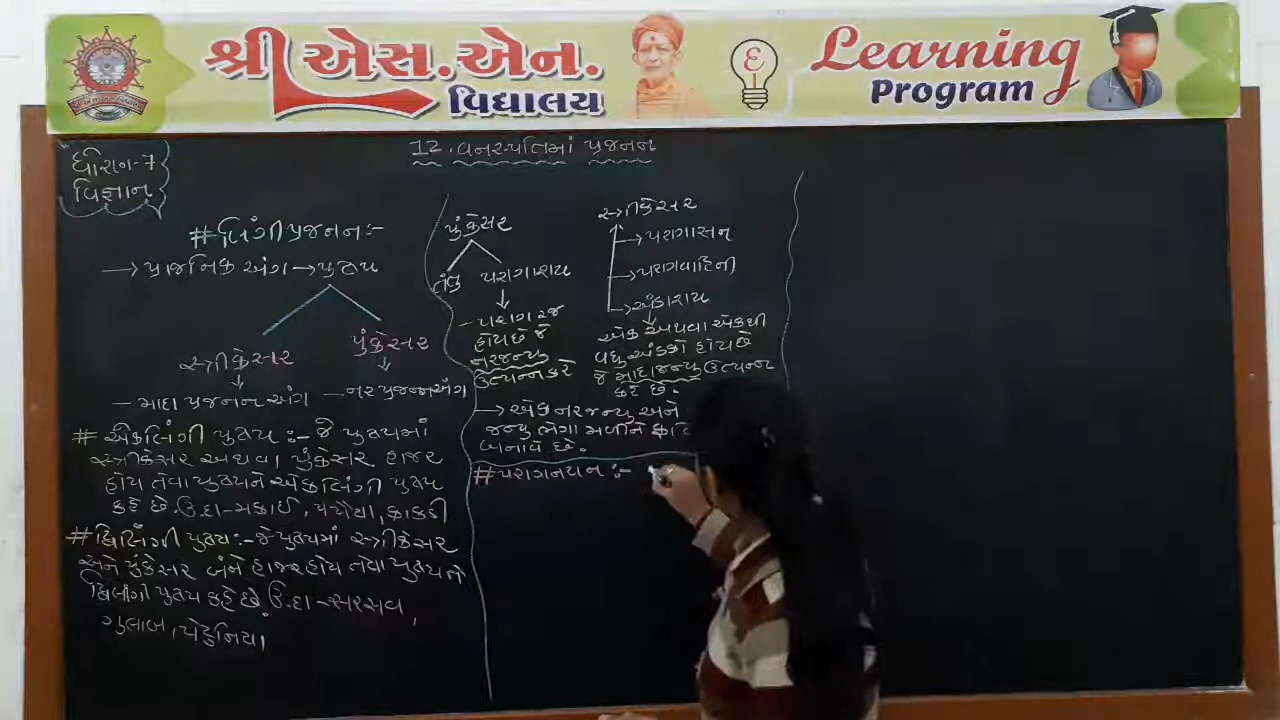 શ્રી એસ. એન. વિદ્યાલય
Learning Program
ધોરણ-7
વિજ્ઞાન
12. વનસ્પતિમાં પ્રજનન
# લિંગી પ્રજનન :-
→ પ્રાજનિક અંગ → પુષ્પ
સ્ત્રીકેસર
પુંકેસર
- માદા પ્રજનન અંગ
- નર પ્રજનન અંગ
# એકલિંગી પુષ્પ :- જે પુષ્પમાં
સ્ત્રીકેસર અથવા પુંકેસર હાજર
હોય તેવા પુષ્પને એકલિંગી પુષ્પ
કહે છે. ઉ.દા - મકાઈ, પપૈયા, કાકડી
# દ્વિલિંગી પુષ્પ :- જે પુષ્પમાં સ્ત્રીકેસર
અને પુંકેસર બંને હાજર હોય તેવા પુષ્પને
દ્વિલિંગી પુષ્પ કહે છે. ઉ.દા - સરસવ,
ગુલાબ, પેટુનિયા
પુંકેસર
તંતુ
પરાગાશય
- પરાગરજ
હોય છે જે
નરજન્યુ
ઉત્પન્ન કરે
સ્ત્રીકેસર
→ પરાગાસન
→ પરાગવાહિની
→ અંડાશય
એક અથવા એકથી
વધુ અંડકો હોય છે
જે માદાજન્યુ ઉત્પન્ન
કરે છે.
→ એક નરજન્યુ અને
જન્યુ ભેગા મળીને
બનાવે છે.
# પરાગનયન :-